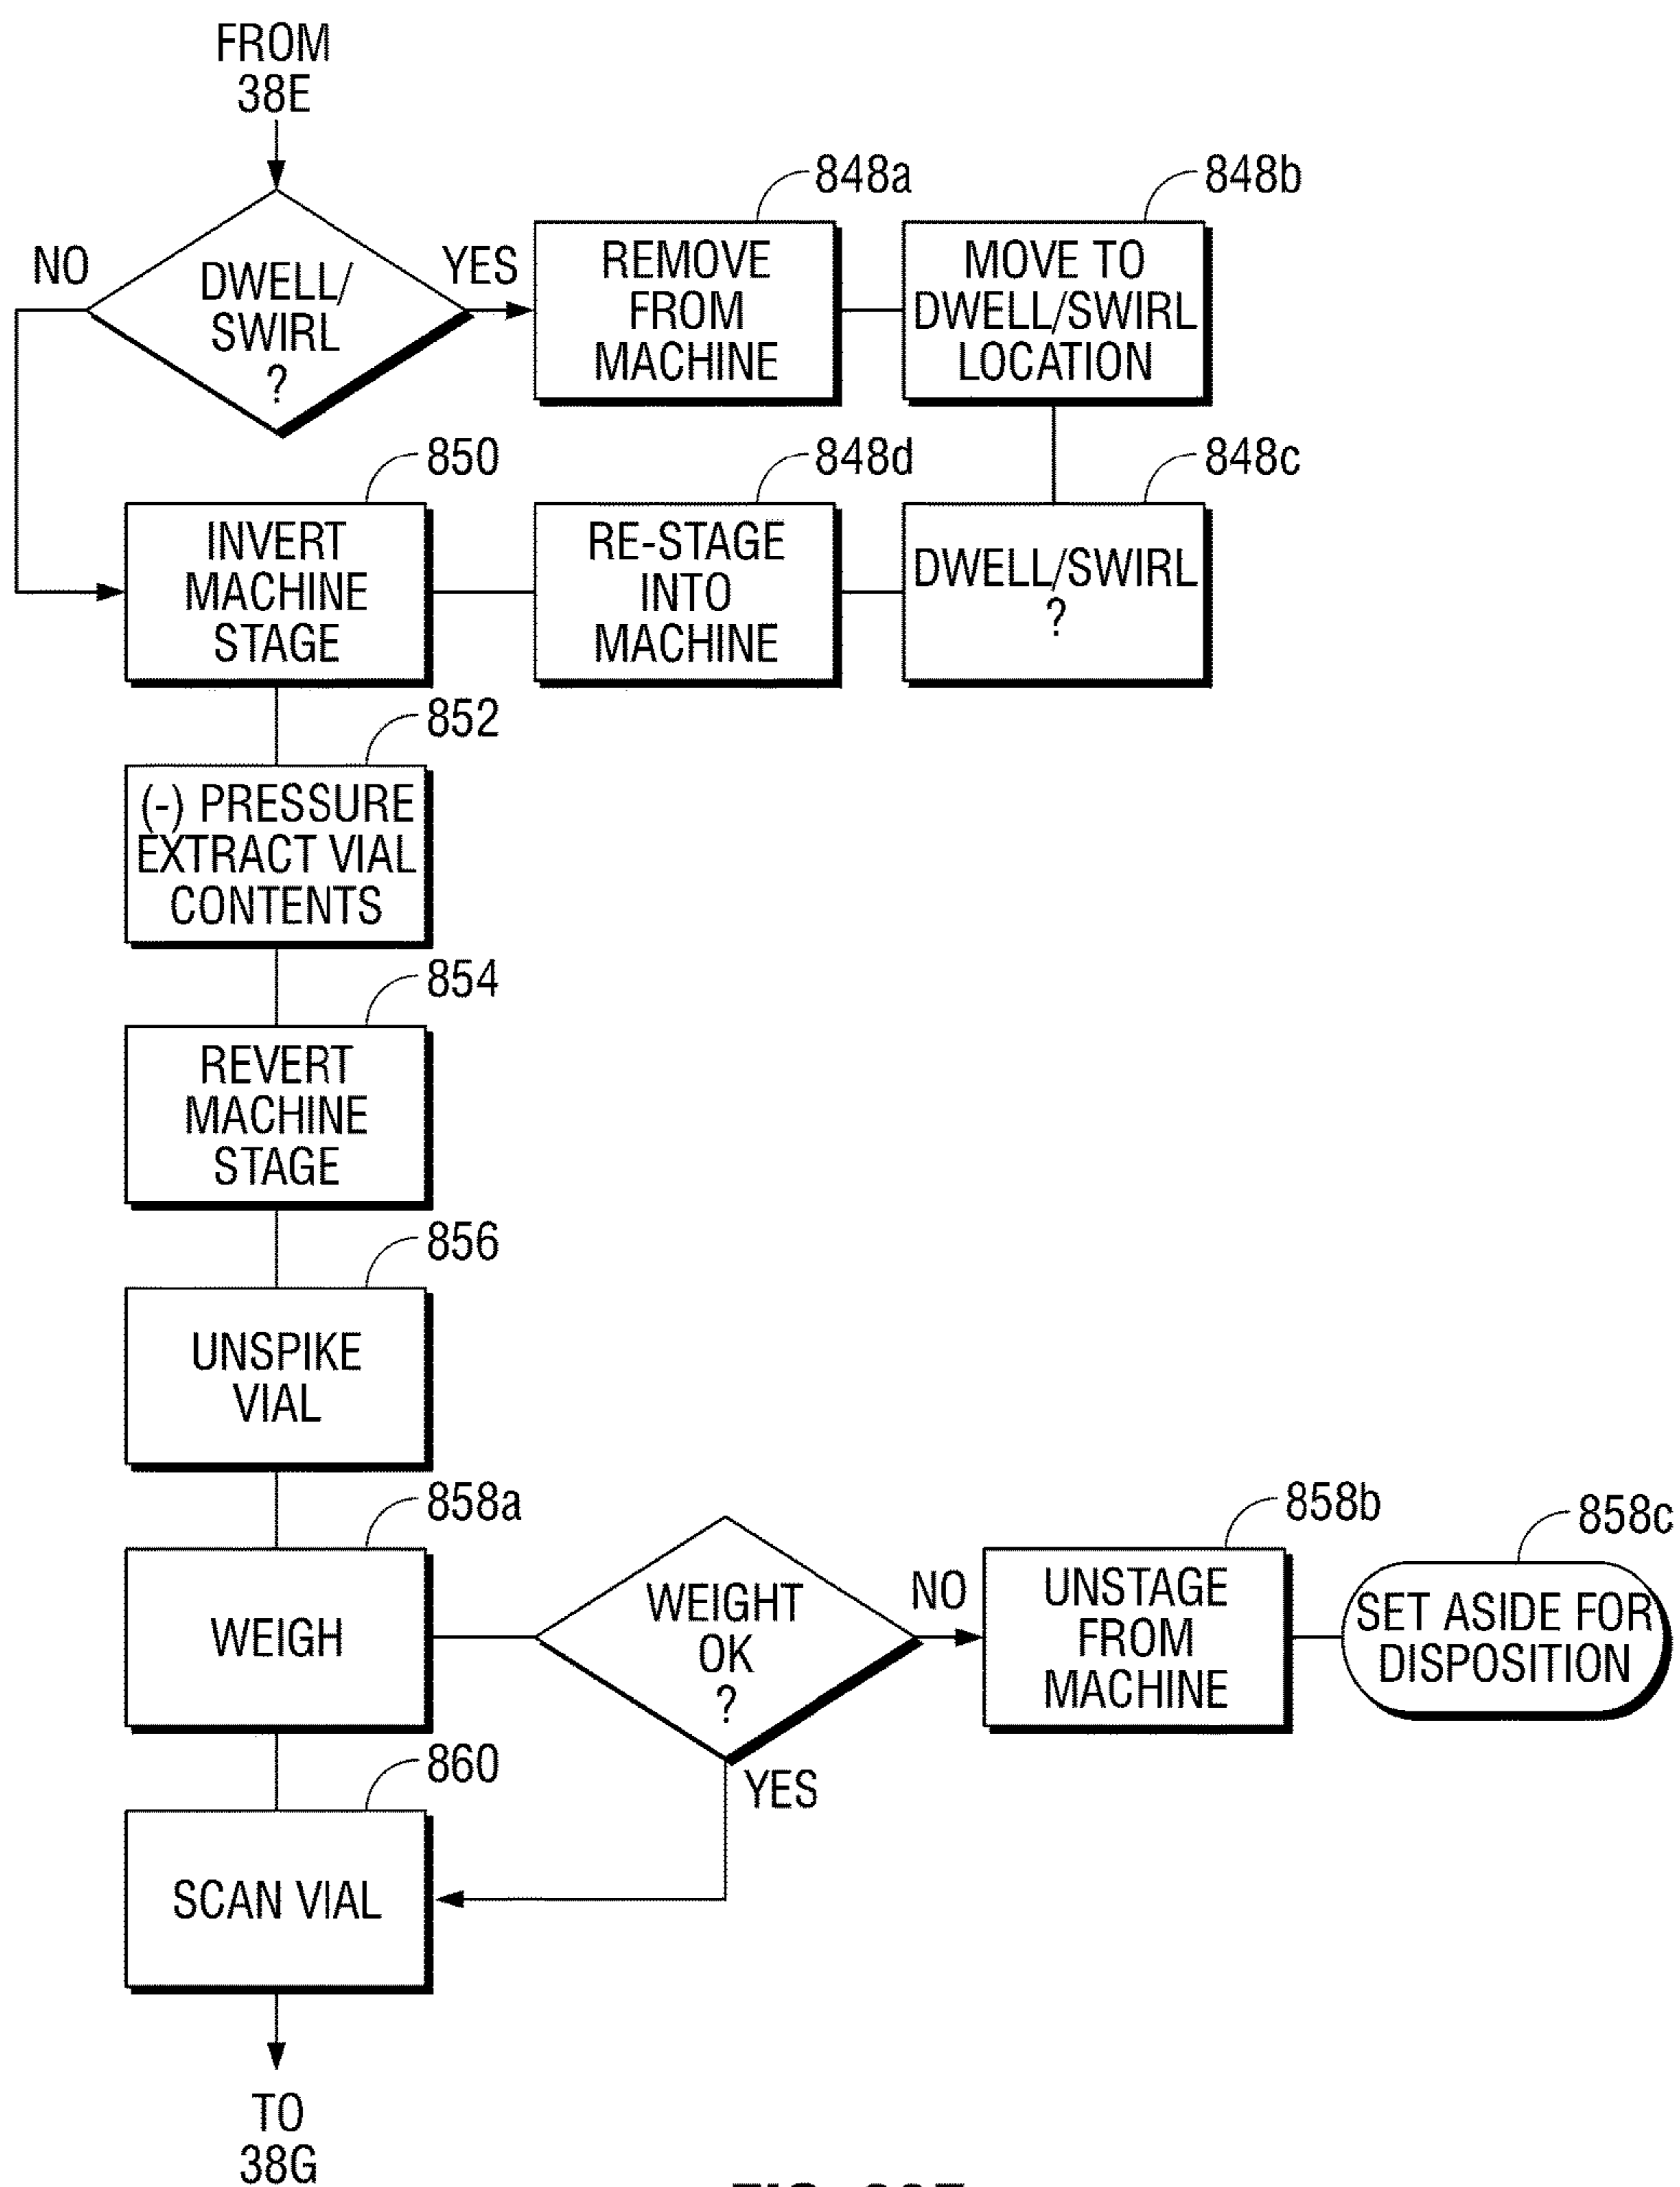 FROM
38E
NO
DWELL/
SWIRL
?
YES
848a
REMOVE
FROM
MACHINE
848b
MOVE TO
DWELL/SWIRL
LOCATION
850
INVERT
MACHINE
STAGE
848d
RE-STAGE
INTO
MACHINE
848c
DWELL/SWIRL
?
852
(-) PRESSURE
EXTRACT VIAL
CONTENTS
854
REVERT
MACHINE
STAGE
856
UNSPIKE
VIAL
858a
WEIGH
WEIGHT
OK
?
NO
YES
858b
UNSTAGE
FROM
MACHINE
858c
SET ASIDE FOR
DISPOSITION
860
SCAN VIAL
TO
38G